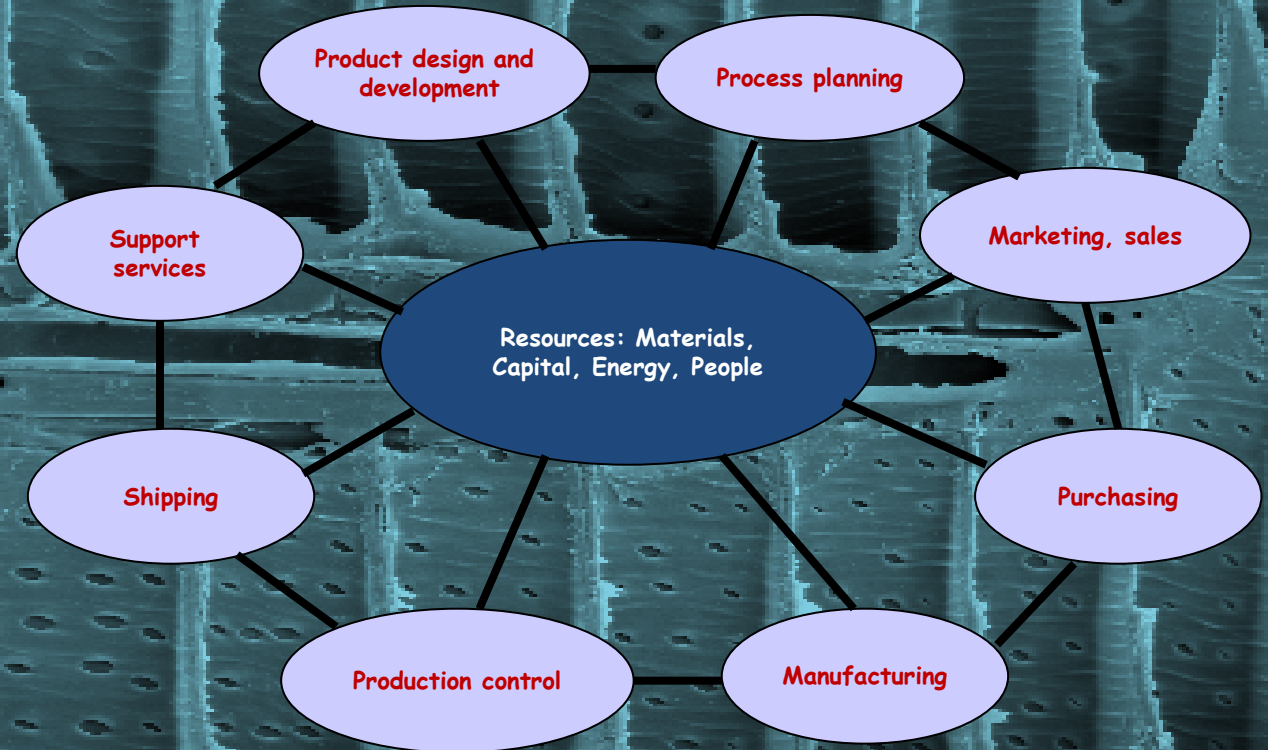 Product design and
development
Process planning
Support
services
Marketing, sales
Resources: Materials,
Capital, Energy, People
Shipping
Purchasing
Production control
Manufacturing